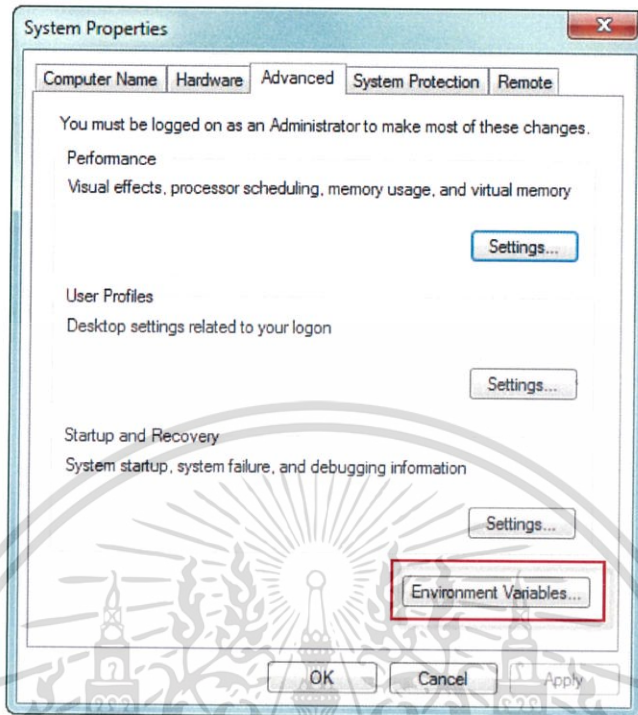 System Properties
Computer Name Hardware Advanced System Protection Remote
You must be logged on as an Administrator to make most of these changes.
Performance
Visual effects, processor scheduling, memory usage, and virtual memory
Settings...
User Profiles
Desktop settings related to your logon
Settings...
Startup and Recovery
System startup, system failure, and debugging information
Settings...
Environment Variables...
OK Cancel Apply